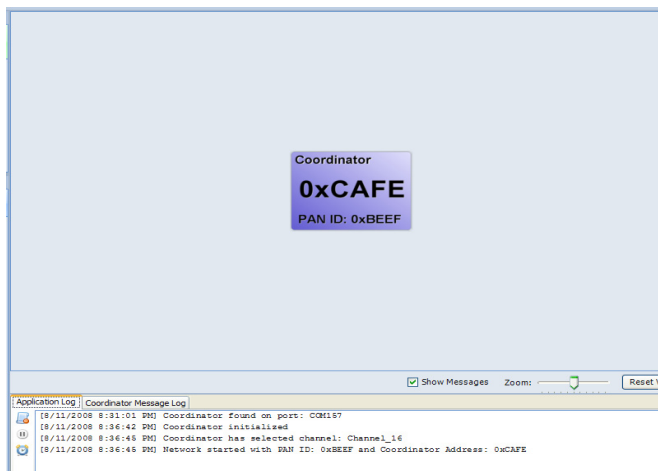 Coordinator
0xCAFE
PAN ID: 0xBEEF
Show Messages Zoom: Reset
Application Log Coordinator Message Log
[8/11/2008 8:31:01 PM] Coordinator found on port: COM157
[8/11/2008 8:36:42 PM] Coordinator initialized
[8/11/2008 8:36:45 PM] Coordinator has selected channel: Channel_16
[8/11/2008 8:36:45 PM] Network started with PAN ID: 0xBEEF and Coordinator Address: 0xCAFE